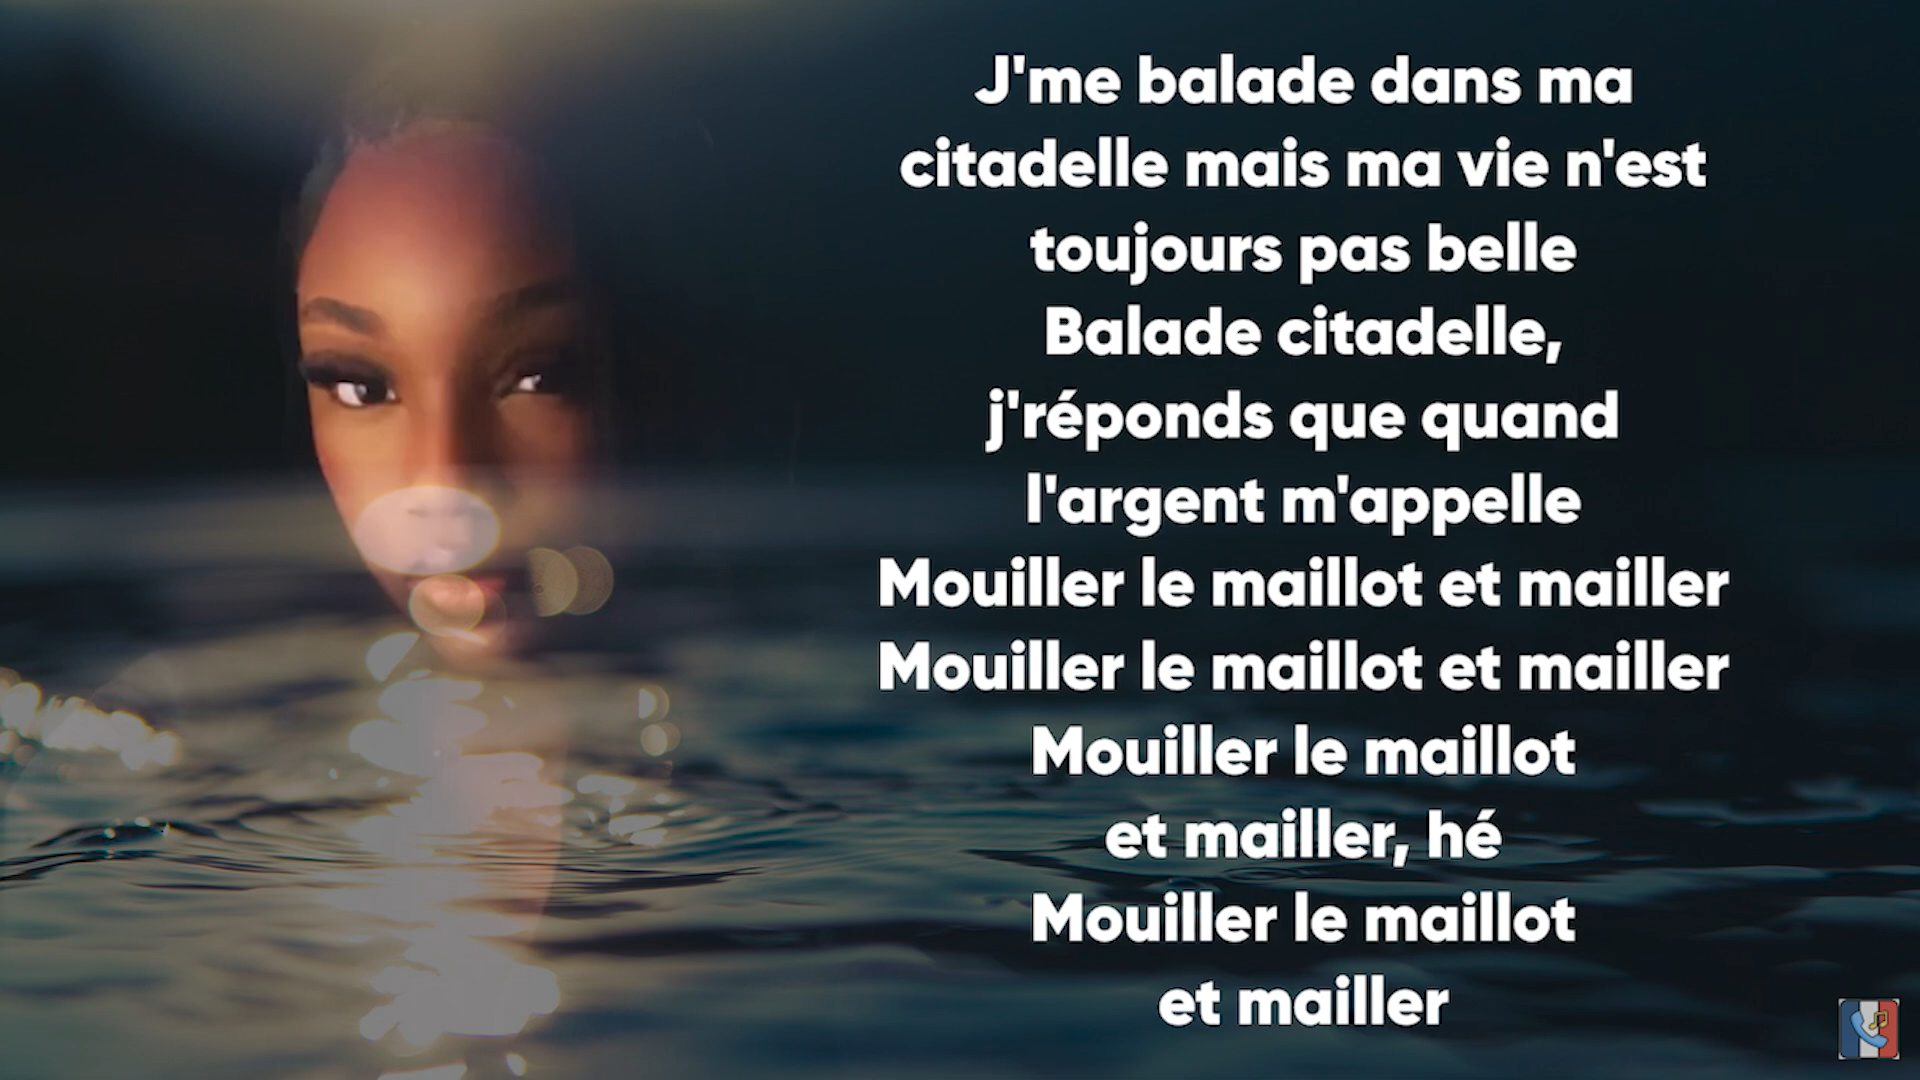 J'me balade dans ma
citadelle mais ma vie n'est
toujours pas belle
Balade citadelle,
j'réponds que quand
l'argent m'appelle
Mouiller le maillot et mailler
Mouiller le maillot et mailler
Mouiller le maillot
et mailler, hé
Mouiller le maillot
et mailler